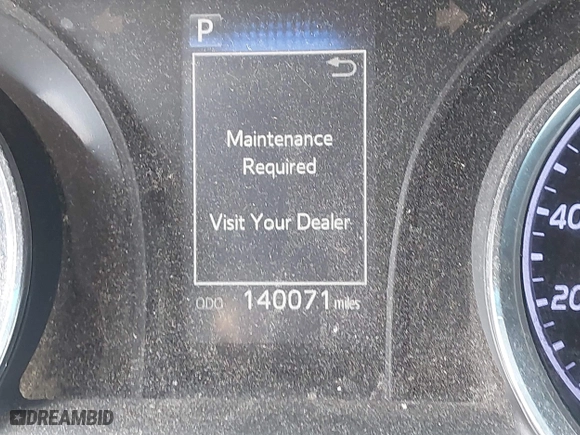 P
Maintenance
Required
Visit Your Dealer
40
20
ODO 140071 miles
DREAMBID